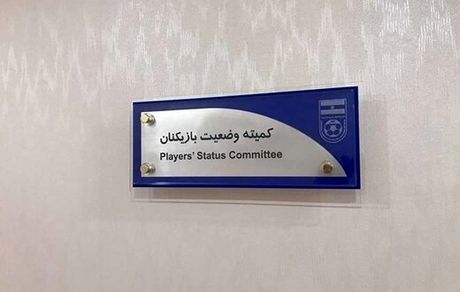 کمیته وضعیت بازیکنان
Players' Status Committee